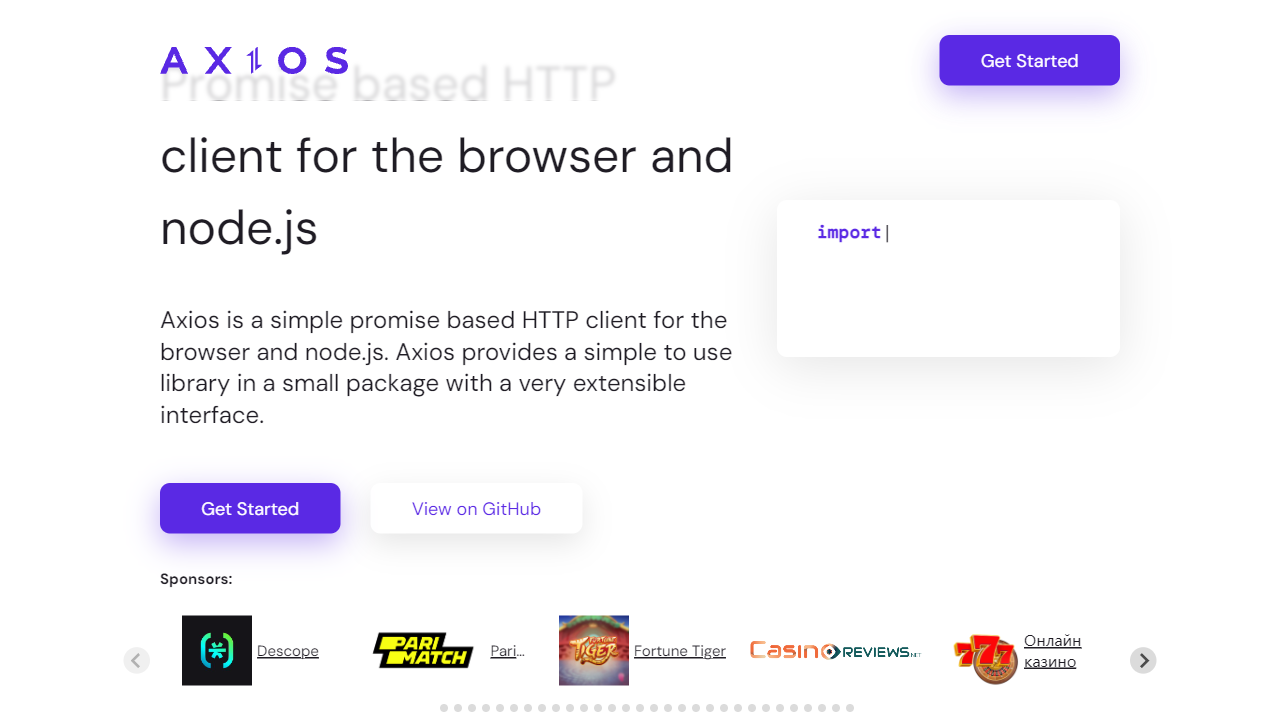 AXIOS
Get Started
Promise based HTTP
client for the browser and
node.js
import
Axios is a simple promise based HTTP client for the
browser and node.js. Axios provides a simple to use
library in a small package with a very extensible
interface.
Get Started
View on GitHub
Sponsors:
Descope
PARI
MATCH
Pari...
FORTUNE
TIGER
Fortune Tiger
Casino REVIEWS.NET
777
Онлайн
казино